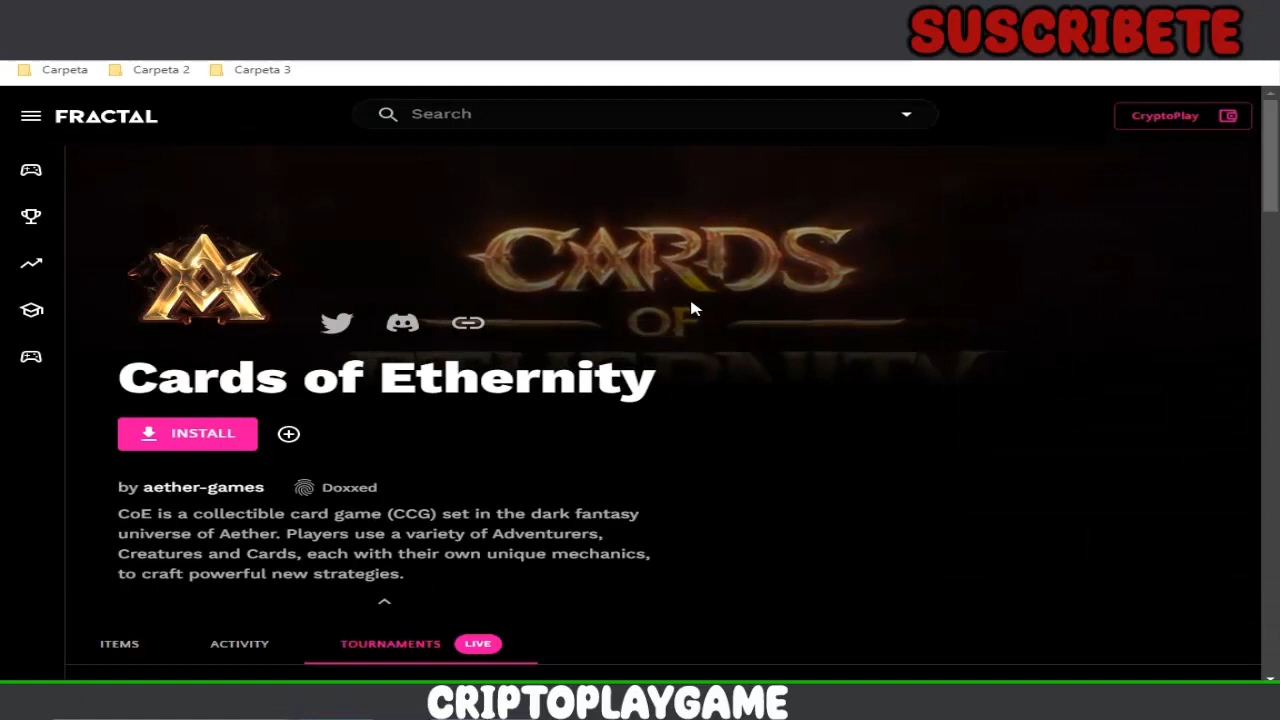 SUSCRIBETE
Carpeta Carpeta 2 Carpeta 3
FRACTAL Search CryptoPlay
CARDS
OF
ETHERNITY
Cards of Ethernity
INSTALL
by aether-games Doxxed
CoE is a collectible card game (CCG) set in the dark fantasy
universe of Aether. Players use a variety of Adventurers,
Creatures and Cards, each with their own unique mechanics,
to craft powerful new strategies.
ITEMS ACTIVITY TOURNAMENTS LIVE
CRIPTOPLAYGAME